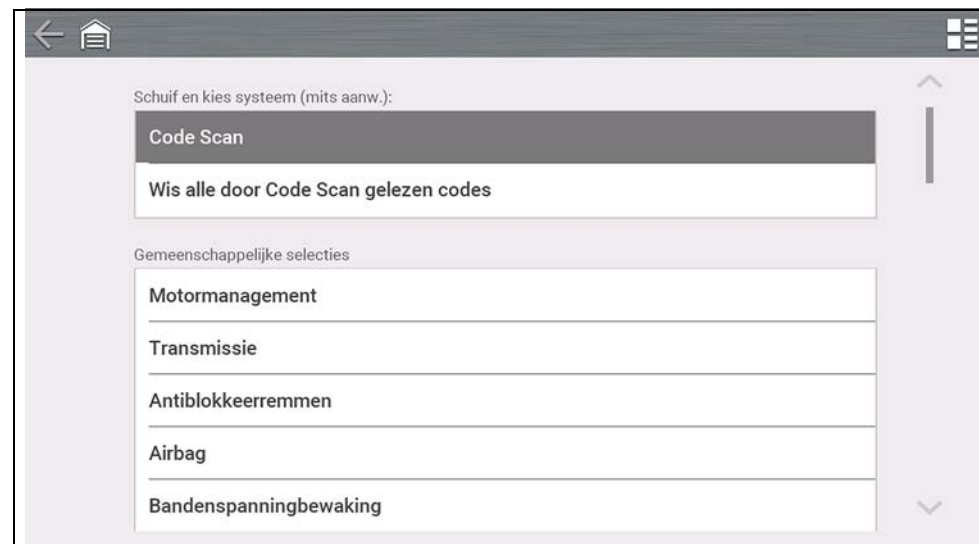 Schuif en kies systeem (mits aanw.):
Code Scan
Wis alle door Code Scan gelezen codes
Gemeenschappelijke selecties
Motormanagement
Transmissie
Antiblokkeerremmen
Airbag
Bandenspanningbewaking